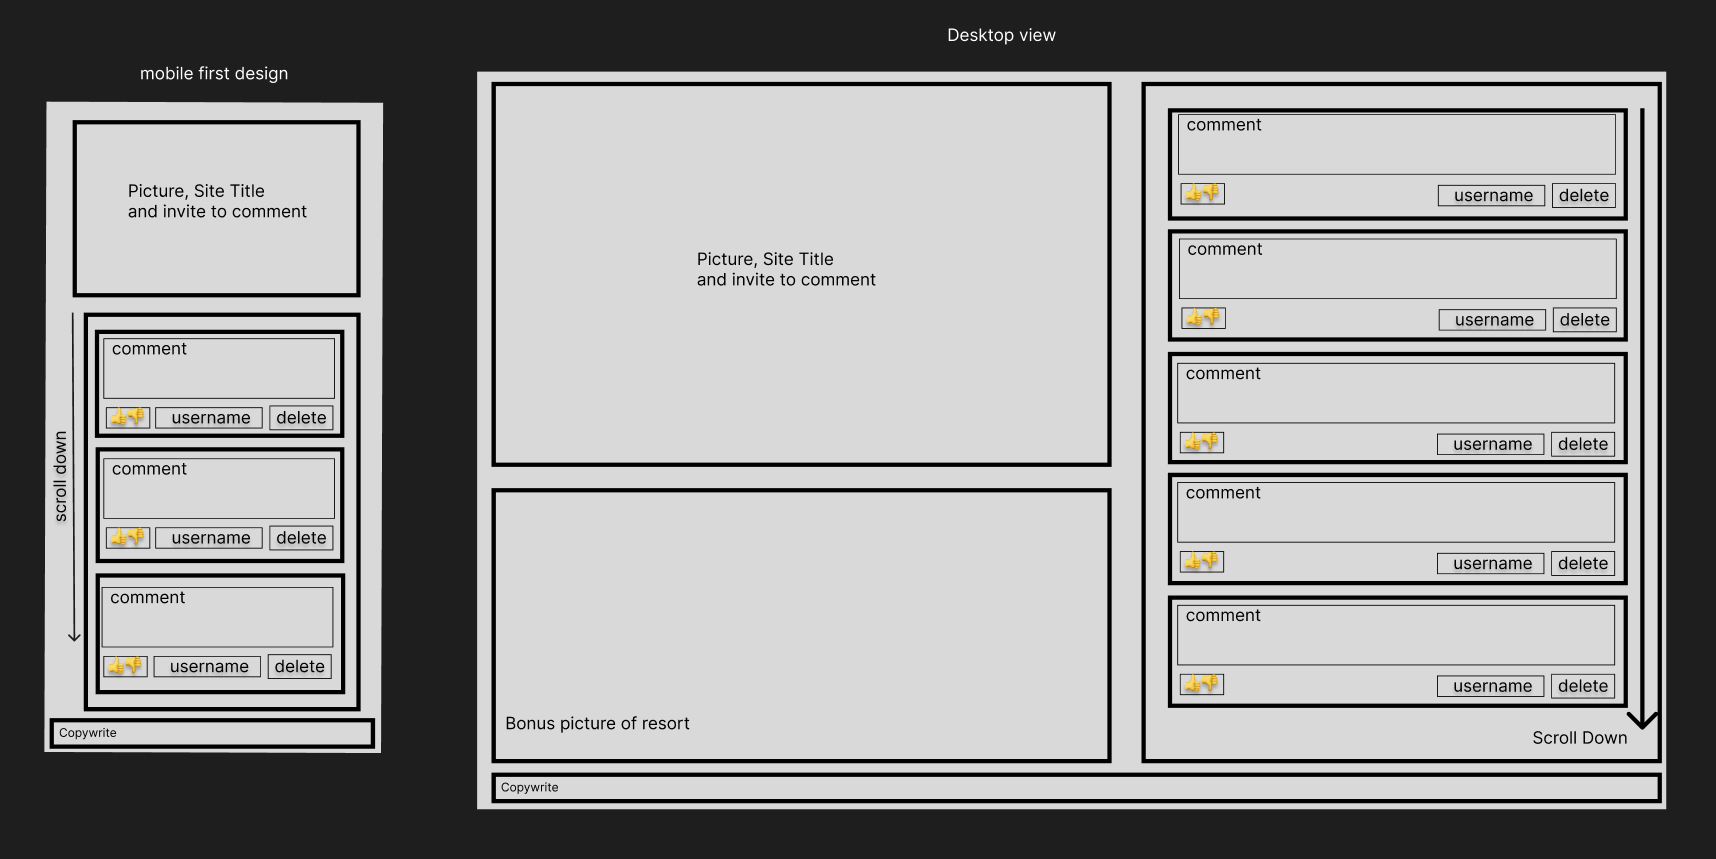 Desktop view
mobile first design
Picture, Site Title
and invite to comment
scroll down
comment
👍👎 username delete
comment
👍👎 username delete
comment
👍👎 username delete
Copywrite
Picture, Site Title
and invite to comment
Bonus picture of resort
comment
👍👎 username delete
comment
👍👎 username delete
comment
👍👎 username delete
comment
👍👎 username delete
comment
👍👎 username delete
Scroll Down
Copywrite